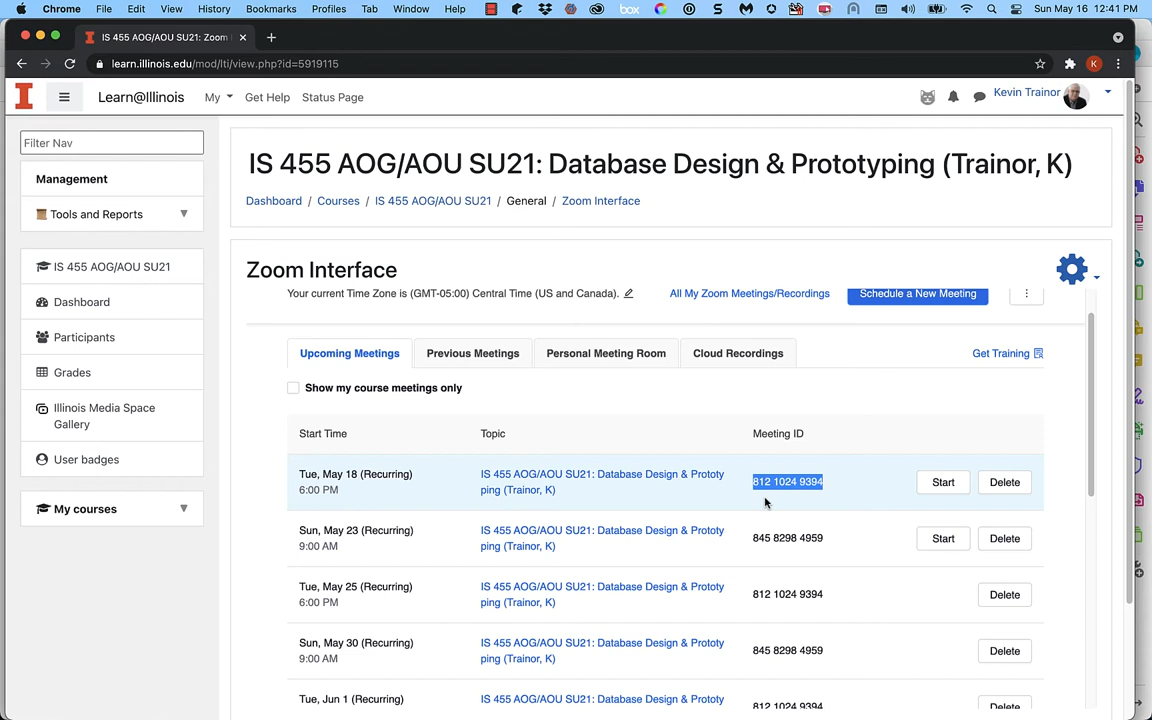 Chrome File Edit View History Bookmarks Profiles Tab Window Help box Sun May 16 12:41 PM
IS 455 AOG/AOU SU21: Zoom
learn.illinois.edu/mod/lti/view.php?id=5919115 K
Learn@Illinois My Get Help Status Page Kevin Trainor
Filter Nav
Management
Tools and Reports
IS 455 AOG/AOU SU21
Dashboard
Participants
Grades
Illinois Media Space
Gallery
User badges
My courses
IS 455 AOG/AOU SU21: Database Design & Prototyping (Trainor, K)
Dashboard / Courses / IS 455 AOG/AOU SU21 / General / Zoom Interface
Zoom Interface
Your current Time Zone is (GMT-05:00) Central Time (US and Canada). All My Zoom Meetings/Recordings Schedule a New Meeting
Upcoming Meetings Previous Meetings Personal Meeting Room Cloud Recordings Get Training
Show my course meetings only
Start Time Topic Meeting ID
Tue, May 18 (Recurring) IS 455 AOG/AOU SU21: Database Design & Prototy 812 1024 9394 Start Delete
6:00 PM ping (Trainor, K)
Sun, May 23 (Recurring) IS 455 AOG/AOU SU21: Database Design & Prototy 845 8298 4959 Start Delete
9:00 AM ping (Trainor, K)
Tue, May 25 (Recurring) IS 455 AOG/AOU SU21: Database Design & Prototy 812 1024 9394 Delete
6:00 PM ping (Trainor, K)
Sun, May 30 (Recurring) IS 455 AOG/AOU SU21: Database Design & Prototy 845 8298 4959 Delete
9:00 AM ping (Trainor, K)
Tue, Jun 1 (Recurring) IS 455 AOG/AOU SU21: Database Design & Prototy 812 1024 9394 Delete